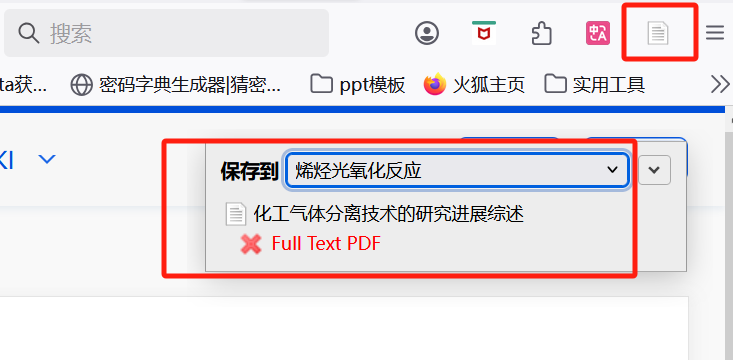 搜索
ta获...
密码字典生成器|猜密...
ppt模板
火狐主页
实用工具
KI
保存到
烯烃光氧化反应
化工气体分离技术的研究进展综述
Full Text PDF